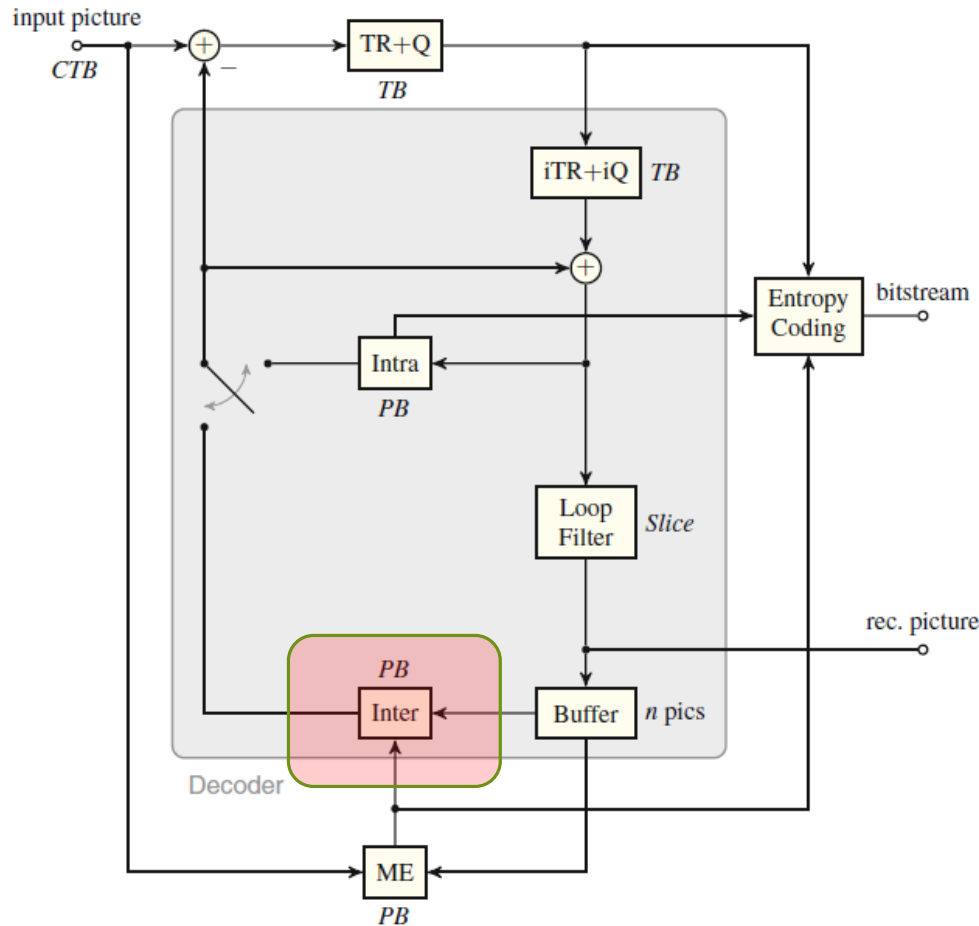 input picture
CTB
+
−
TR+Q
TB
iTR+iQ
TB
+
Entropy
Coding
bitstream
Intra
PB
Loop
Filter
Slice
rec. picture
PB
Inter
Buffer
n pics
Decoder
ME
PB